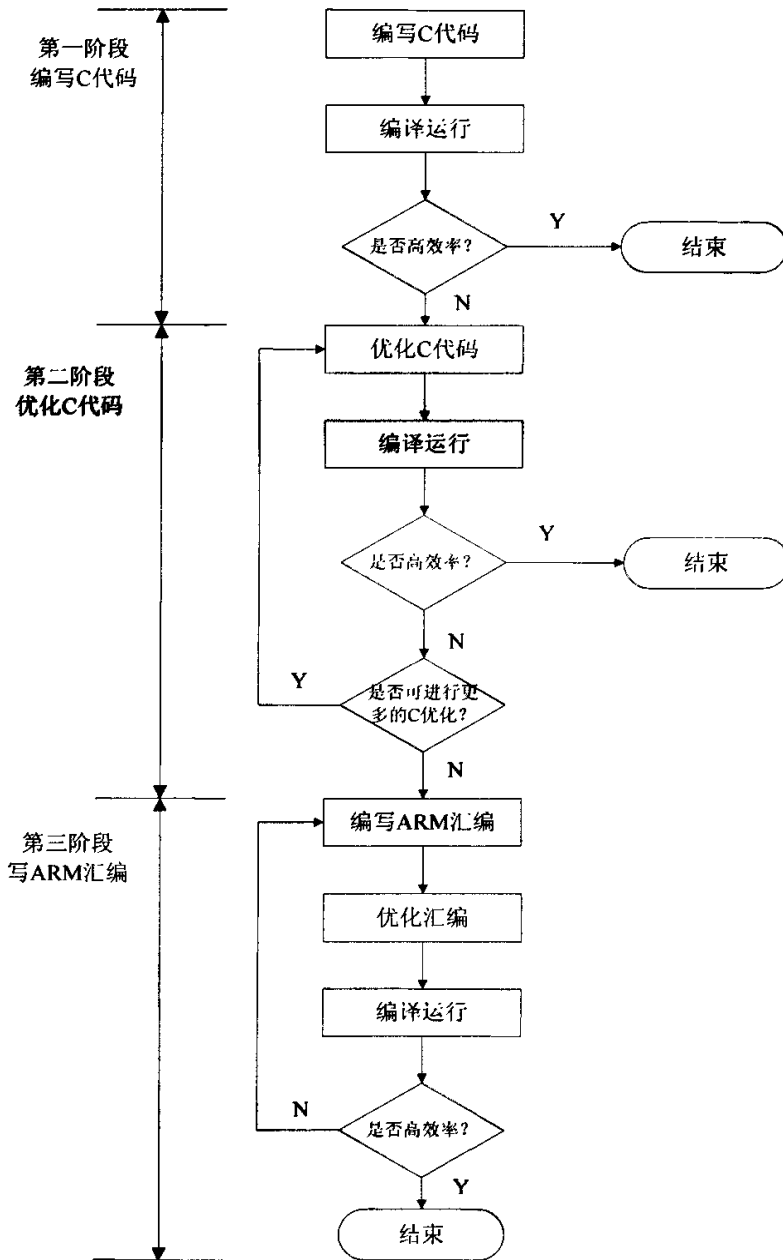 第一阶段
编写C代码
编写C代码
编译运行
是否高效率?
Y
结束
N
第二阶段
优化C代码
优化C代码
编译运行
是否高效率?
Y
结束
N
是否可进行更
多的C优化?
Y
N
第三阶段
写ARM汇编
编写ARM汇编
优化汇编
编译运行
是否高效率?
N
Y
结束